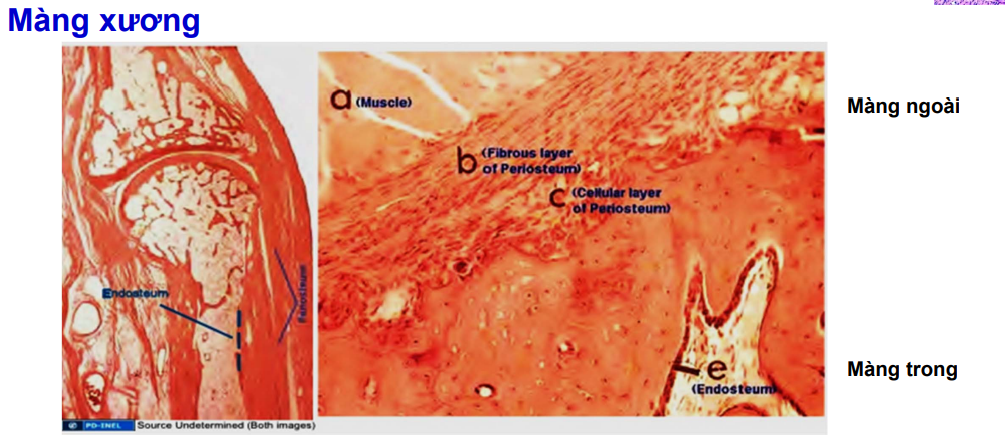 Màng xương
a (Muscle)
b (Fibrous layer
of Periosteum)
c (Cellular layer
of Periosteum)
Endosteum
Periosteum
e
(Endosteum)
PD-INEL Source Undetermined (Both images)
Màng ngoài
Màng trong